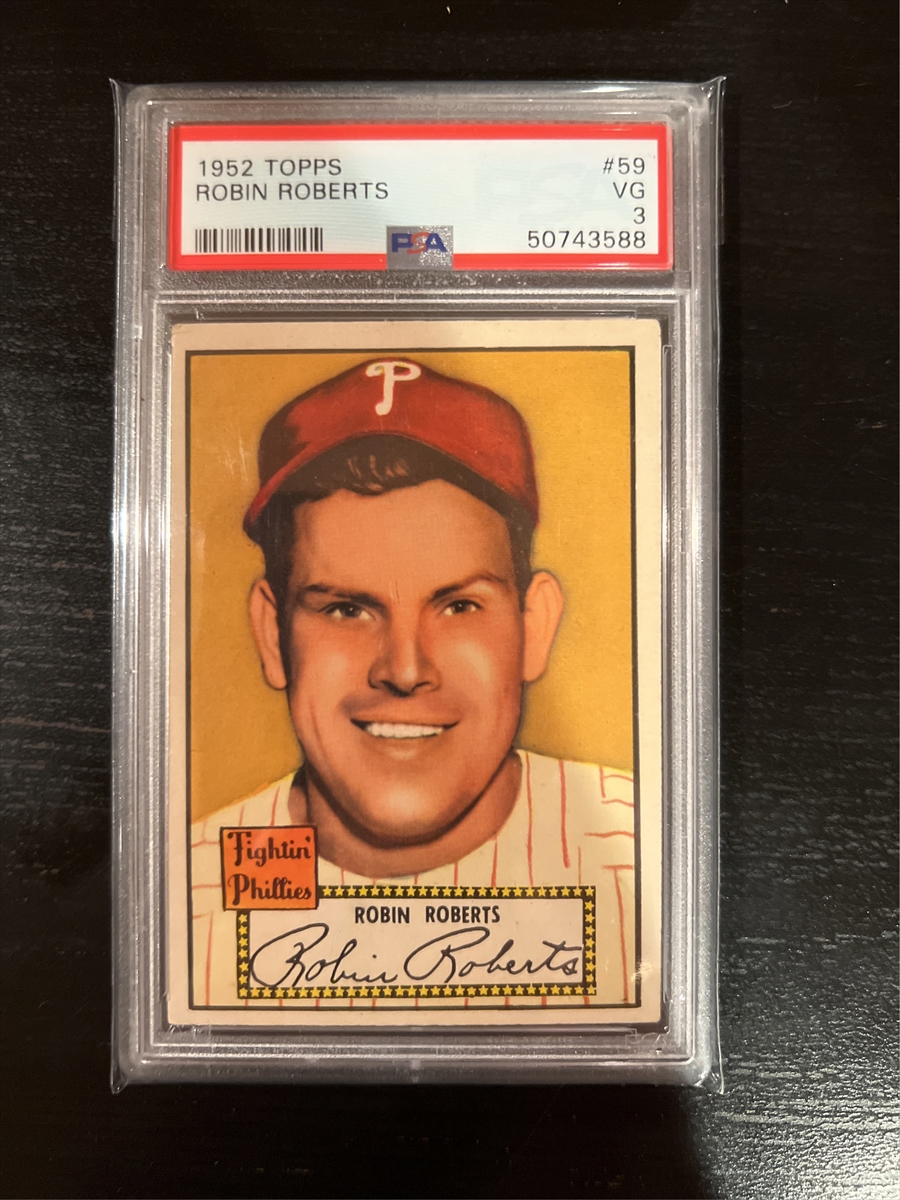 1952 TOPPS #59
ROBIN ROBERTS VG
3
PSA 50743588
P
Fightin'
Phillies
ROBIN ROBERTS
Robin Roberts